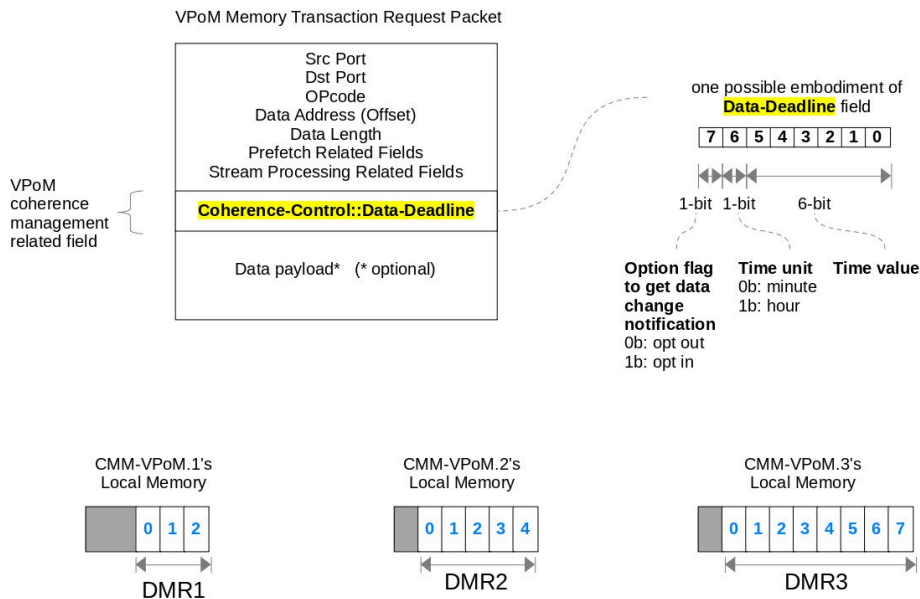 VPoM Memory Transaction Request Packet
Src Port
Dst Port
OPcode
Data Address (Offset)
Data Length
Prefetch Related Fields
Stream Processing Related Fields
VPoM
coherence
management
related field
Coherence-Control::Data-Deadline
Data payload* (* optional)
one possible embodiment of
Data-Deadline field
7 6 5 4 3 2 1 0
1-bit 1-bit 6-bit
Option flag
to get data
change
notification
0b: opt out
1b: opt in
Time unit
0b: minute
1b: hour
Time value
CMM-VPoM.1's
Local Memory
0 1 2
DMR1
CMM-VPoM.2's
Local Memory
0 1 2 3 4
DMR2
CMM-VPoM.3's
Local Memory
0 1 2 3 4 5 6 7
DMR3